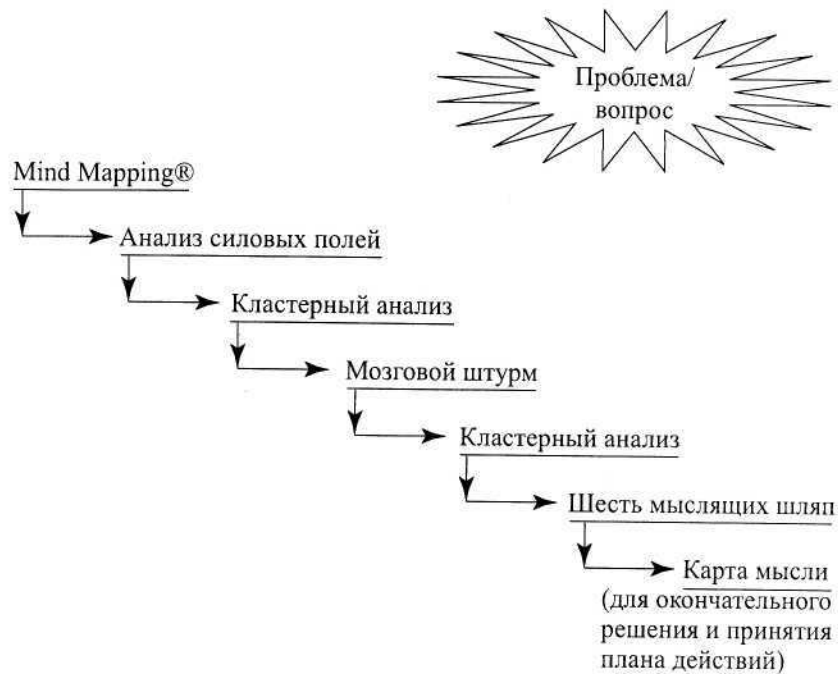 Проблема/
вопрос
Mind Mapping®
Анализ силовых полей
Кластерный анализ
Мозговой штурм
Кластерный анализ
Шесть мыслящих шляп
Карта мысли
(для окончательного
решения и принятия
плана действий)